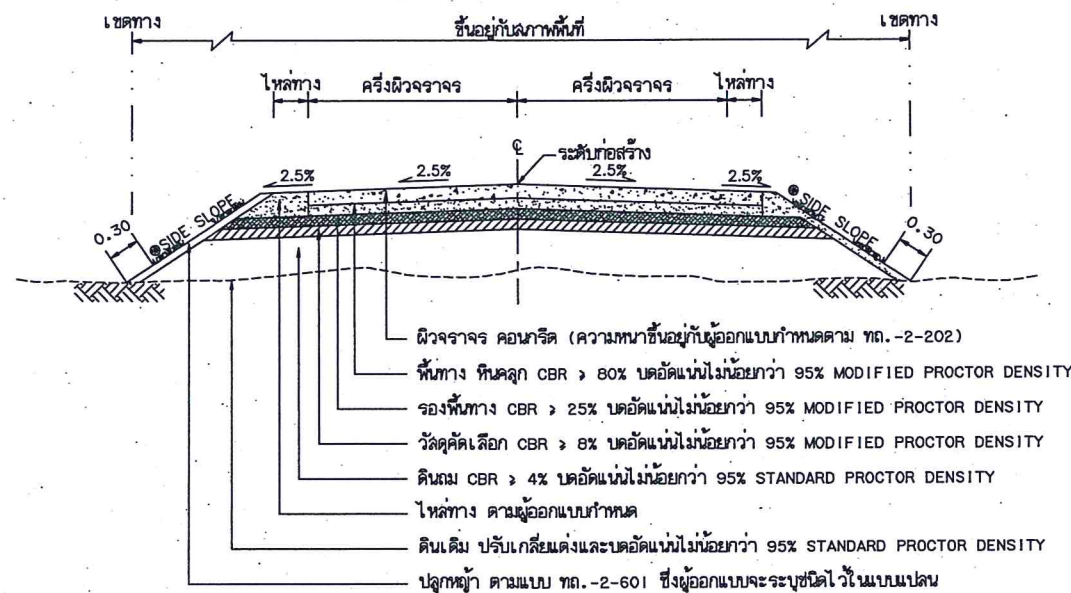 เขตทาง
เขตทาง
ขึ้นอยู่กับสภาพพื้นที่
ไหล่ทาง
ครึ่งผิวจราจร
ครึ่งผิวจราจร
ไหล่ทาง
℄
ระดับก่อสร้าง
2.5%
2.5%
2.5%
2.5%
SIDE SLOPE
SIDE SLOPE
0.30
0.30
ผิวจราจร คอนกรีต (ความหนาขึ้นอยู่กับผู้ออกแบบกำหนดตาม ทถ.-2-202)
พื้นทาง หินคลุก CBR ≥ 80% บดอัดแน่นไม่น้อยกว่า 95% MODIFIED PROCTOR DENSITY
รองพื้นทาง CBR ≥ 25% บดอัดแน่นไม่น้อยกว่า 95% MODIFIED PROCTOR DENSITY
วัสดุคัดเลือก CBR ≥ 8% บดอัดแน่นไม่น้อยกว่า 95% MODIFIED PROCTOR DENSITY
ดินถม CBR ≥ 4% บดอัดแน่นไม่น้อยกว่า 95% STANDARD PROCTOR DENSITY
ไหล่ทาง ตามผู้ออกแบบกำหนด
ดินเดิม ปรับเกลี่ยแต่งและบดอัดแน่นไม่น้อยกว่า 95% STANDARD PROCTOR DENSITY
ปลูกหญ้า ตามแบบ ทถ.-2-601 ซึ่งผู้ออกแบบจะระบุชนิดไว้ในแบบแปลน